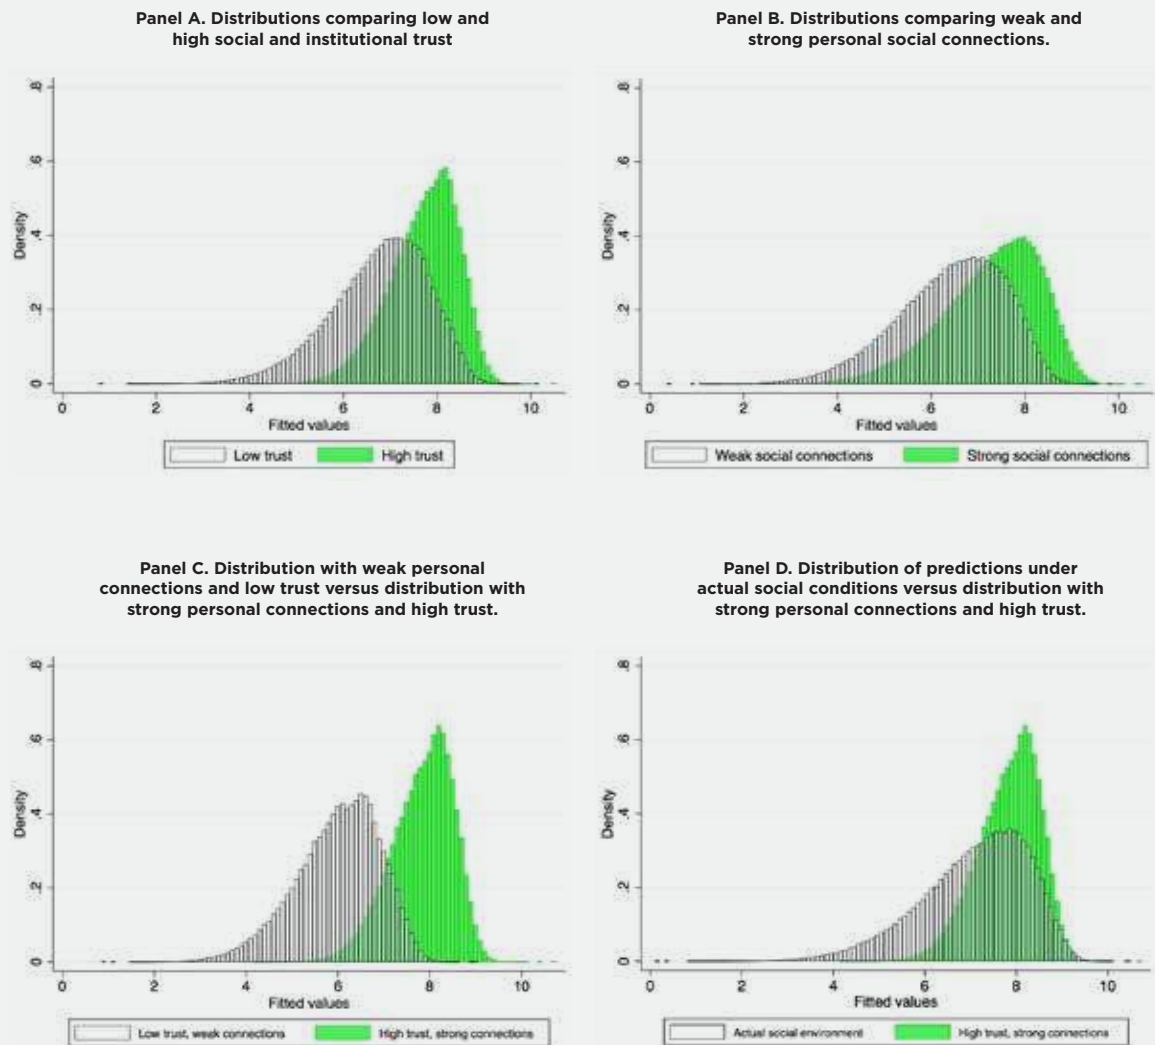 Panel A. Distributions comparing low and
high social and institutional trust
Density
.8
.6
.4
.2
0
0 2 4 6 8 10
Fitted values
Low trust High trust
Panel B. Distributions comparing weak and
strong personal social connections.
Density
.8
.6
.4
.2
0
0 2 4 6 8 10
Fitted values
Weak social connections Strong social connections
Panel C. Distribution with weak personal
connections and low trust versus distribution with
strong personal connections and high trust.
Density
.8
.6
.4
.2
0
0 2 4 6 8 10
Fitted values
Low trust, weak connections High trust, strong connections
Panel D. Distribution of predictions under
actual social conditions versus distribution with
strong personal connections and high trust.
Density
.8
.6
.4
.2
0
0 2 4 6 8 10
Fitted values
Actual social environment High trust, strong connections